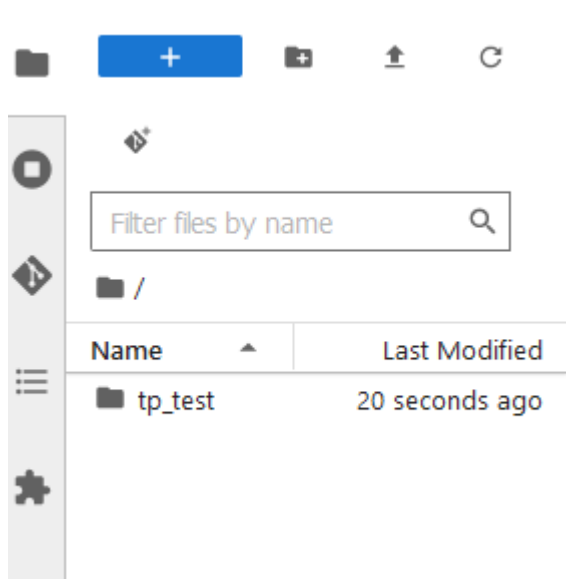 Filter files by name
/
Name Last Modified
tp_test 20 seconds ago